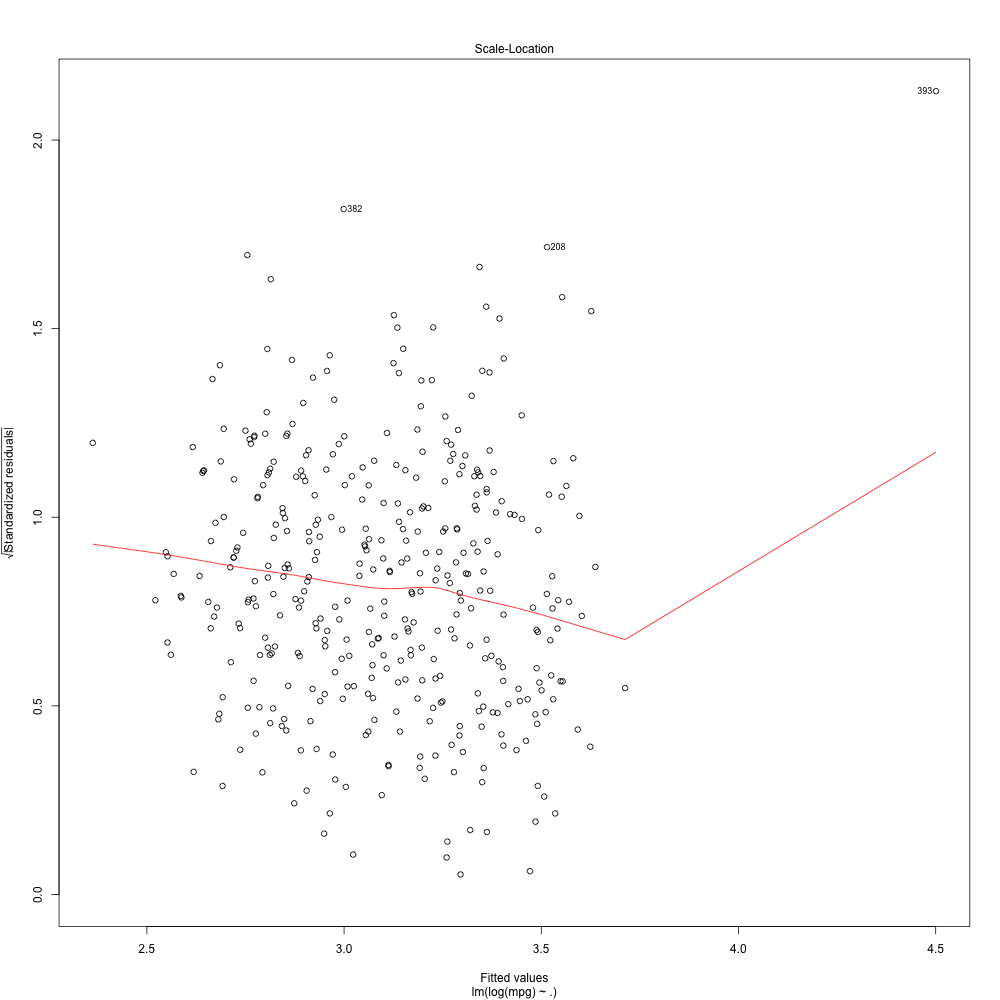 Scale-Location
393
2.0
382
208
1.5
1.0
0.5
0.0
√|Standardized residuals|
2.5 3.0 3.5 4.0 4.5
Fitted values
lm(log(mpg) ~ .)